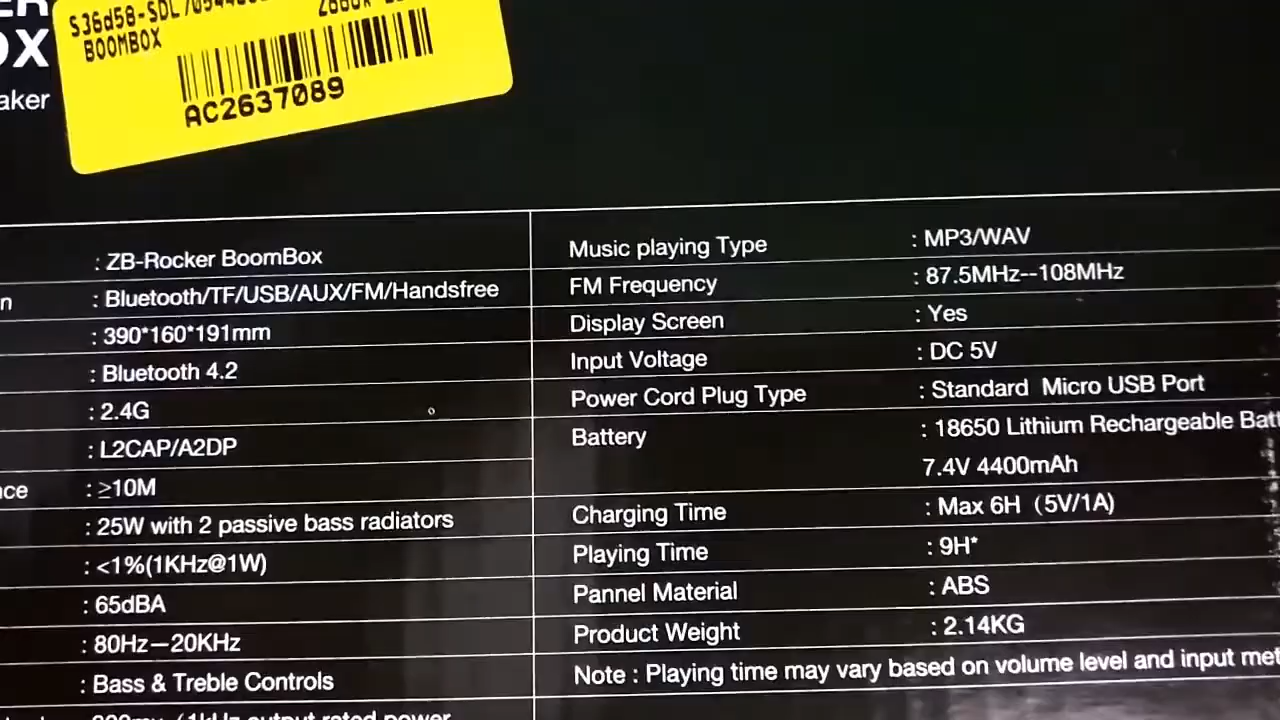 ER
OX
aker
S36d58-SDL
BOOMBOX
AC2637089
: ZB-Rocker BoomBox
n : Bluetooth/TF/USB/AUX/FM/Handsfree
: 390*160*191mm
: Bluetooth 4.2
: 2.4G
: L2CAP/A2DP
nce : ≥10M
: 25W with 2 passive bass radiators
: <1%(1KHz@1W)
: 65dBA
: 80Hz—20KHz
: Bass & Treble Controls
(1kHz output rated power
Music playing Type : MP3/WAV
FM Frequency : 87.5MHz--108MHz
Display Screen : Yes
Input Voltage : DC 5V
Power Cord Plug Type : Standard Micro USB Port
Battery : 18650 Lithium Rechargeable Batt
7.4V 4400mAh
Charging Time : Max 6H (5V/1A)
Playing Time : 9H*
Pannel Material : ABS
Product Weight : 2.14KG
Note : Playing time may vary based on volume level and input met